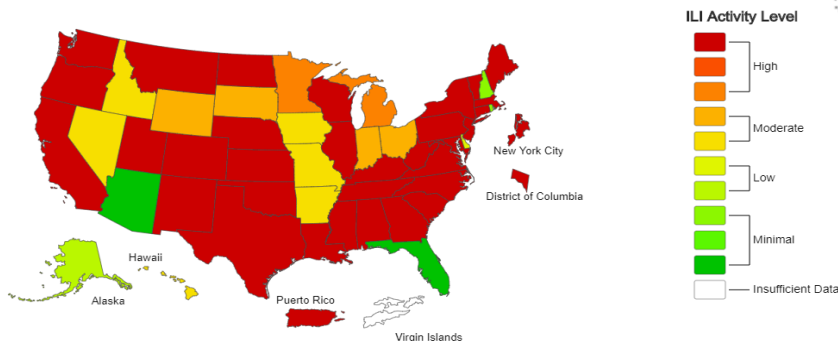 ILI Activity Level
High
Moderate
Low
Minimal
Insufficient Data
New York City
District of Columbia
Hawaii
Alaska
Puerto Rico
Virgin Islands